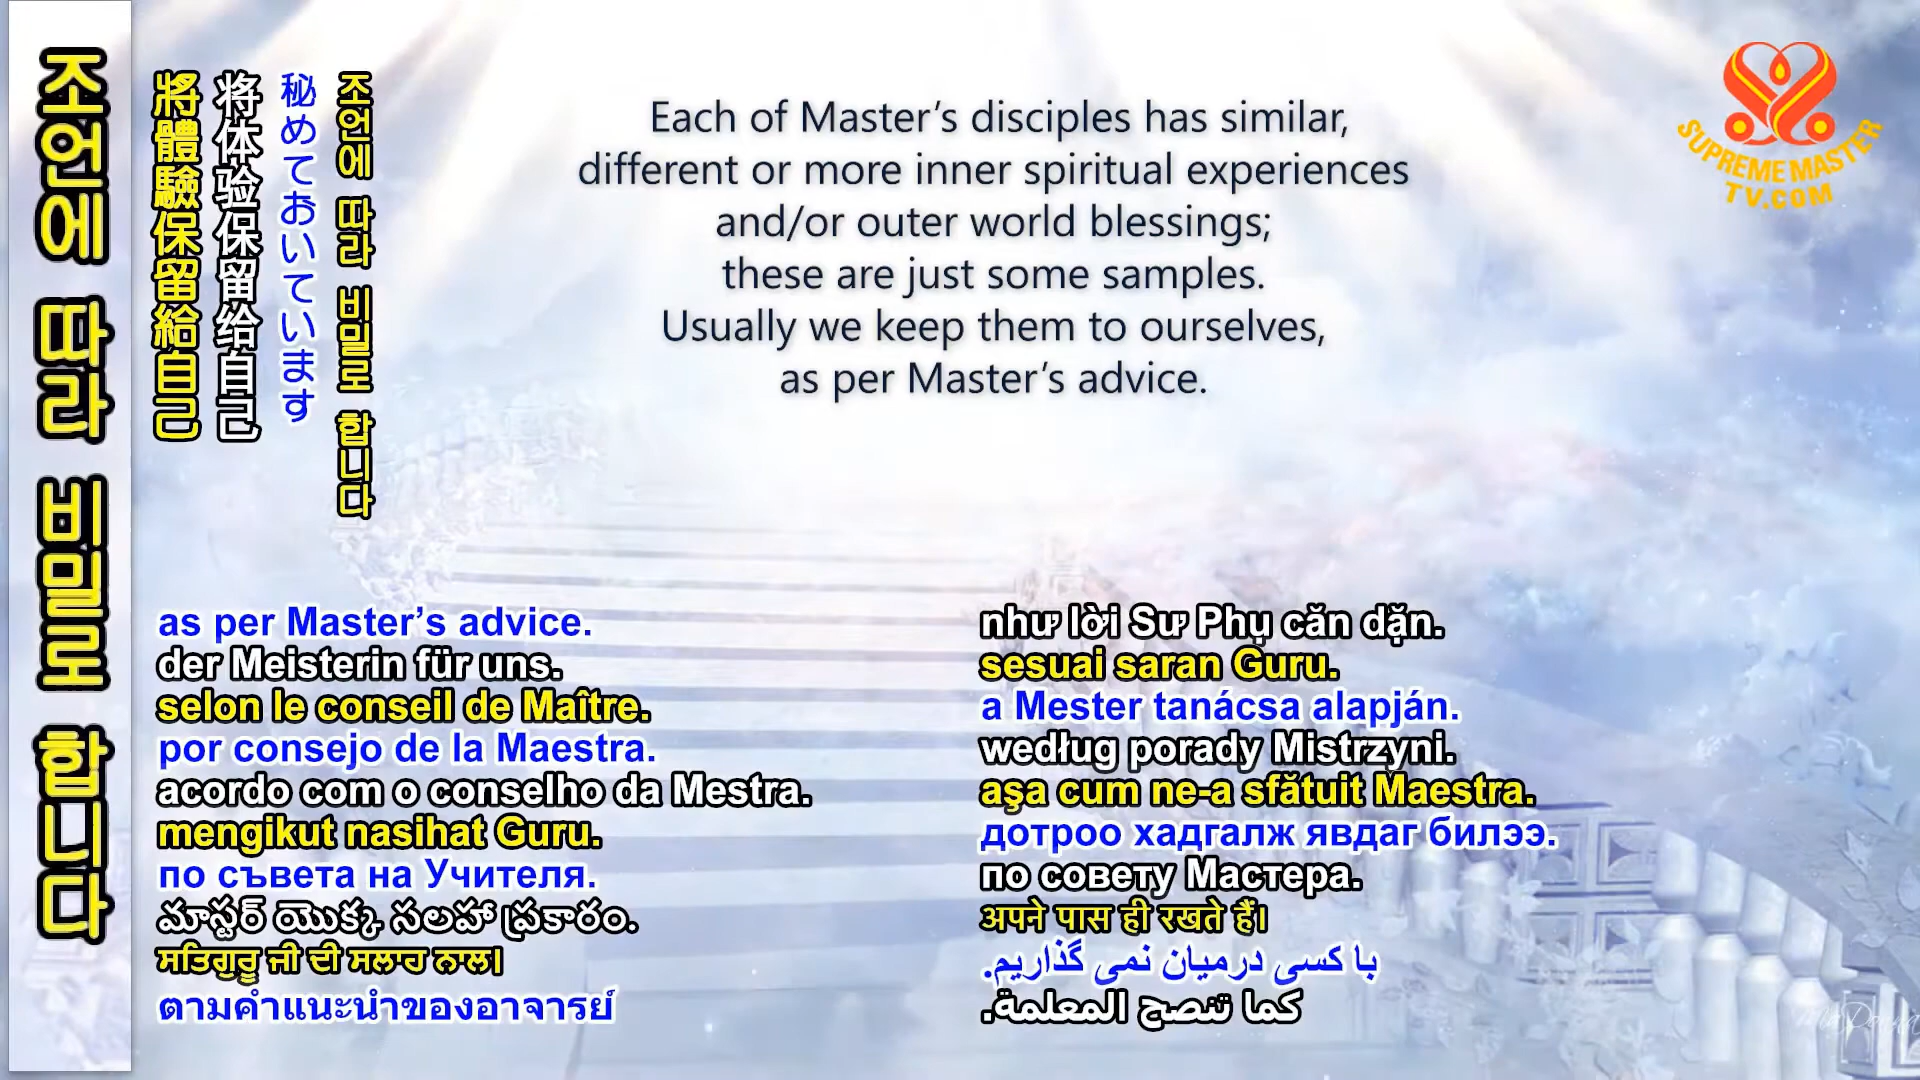 조언에 따라 비밀로 합니다
將體驗保留給自己
将体验保留给自己
秘めておいています
조언에 따라 비밀로 합니다
Each of Master’s disciples has similar,
different or more inner spiritual experiences
and/or outer world blessings;
these are just some samples.
Usually we keep them to ourselves,
as per Master’s advice.
SUPREME MASTER
TV.COM
as per Master’s advice.
der Meisterin für uns.
selon le conseil de Maître.
por consejo de la Maestra.
acordo com o conselho da Mestra.
mengikut nasihat Guru.
по съвета на Учителя.
మాస్టర్ యొక్క సలహా ప్రకారం.
ਸਤਿਗੁਰੂ ਜੀ ਦੀ ਸਲਾਹ ਨਾਲ।
ตามคำแนะนำของอาจารย์
như lời Sư Phụ căn dặn.
sesuai saran Guru.
a Mester tanácsa alapján.
według porady Mistrzyni.
aşa cum ne-a sfătuit Maestra.
дотроо хадгалж явдаг билээ.
по совету Мастера.
अपने पास ही रखते हैं।
با کسی درمیان نمی گذاریم.
كما تنصح المعلمة.